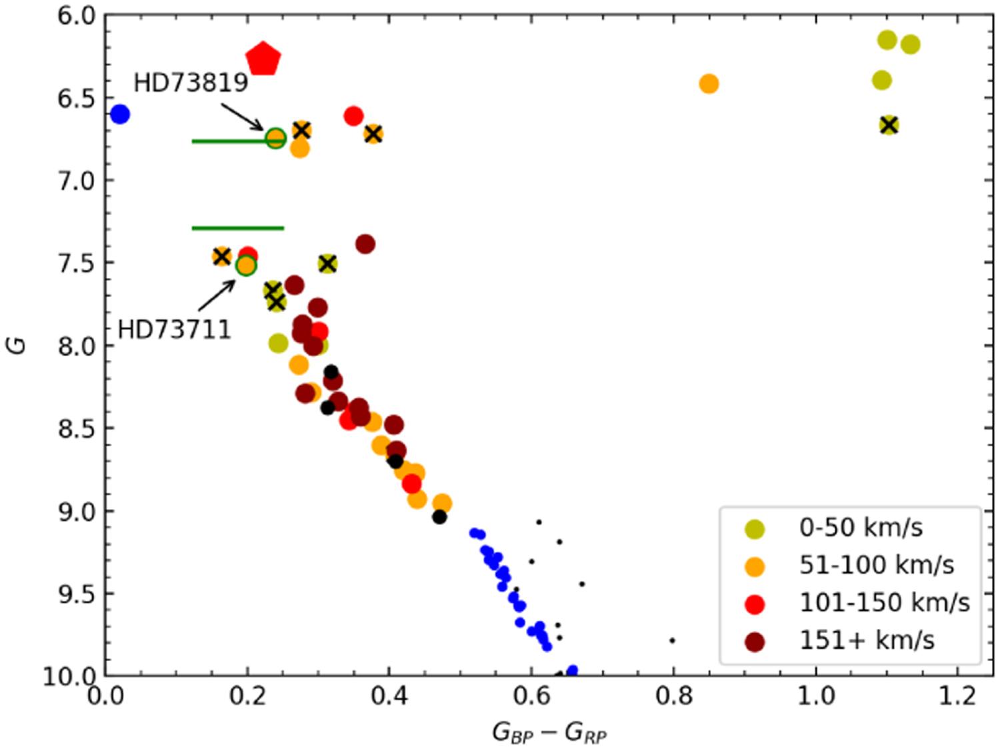 6.0
6.5
7.0
7.5
8.0
8.5
9.0
9.5
10.0
G
HD73819
HD73711
0-50 km/s
51-100 km/s
101-150 km/s
151+ km/s
0.0 0.2 0.4 0.6 0.8 1.0 1.2
G_BP − G_RP